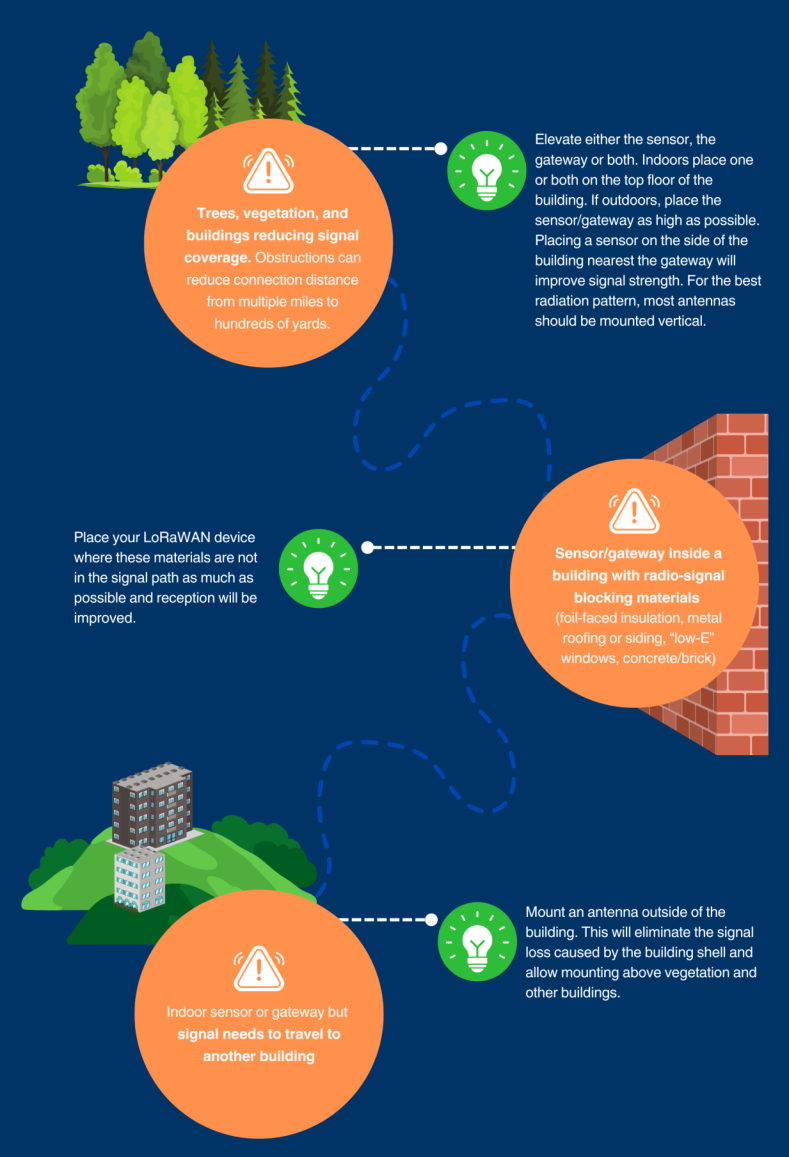 Trees, vegetation, and
buildings reducing signal
coverage. Obstructions can
reduce connection distance
from multiple miles to
hundreds of yards.
Elevate either the sensor, the
gateway or both. Indoors place one
or both on the top floor of the
building. If outdoors, place the
sensor/gateway as high as possible.
Placing a sensor on the side of the
building nearest the gateway will
improve signal strength. For the best
radiation pattern, most antennas
should be mounted vertical.
Sensor/gateway inside a
building with radio-signal
blocking materials
(foil-faced insulation, metal
roofing or siding, “low-E”
windows, concrete/brick)
Place your LoRaWAN device
where these materials are not
in the signal path as much as
possible and reception will be
improved.
Indoor sensor or gateway but
signal needs to travel to
another building
Mount an antenna outside of the
building. This will eliminate the signal
loss caused by the building shell and
allow mounting above vegetation and
other buildings.